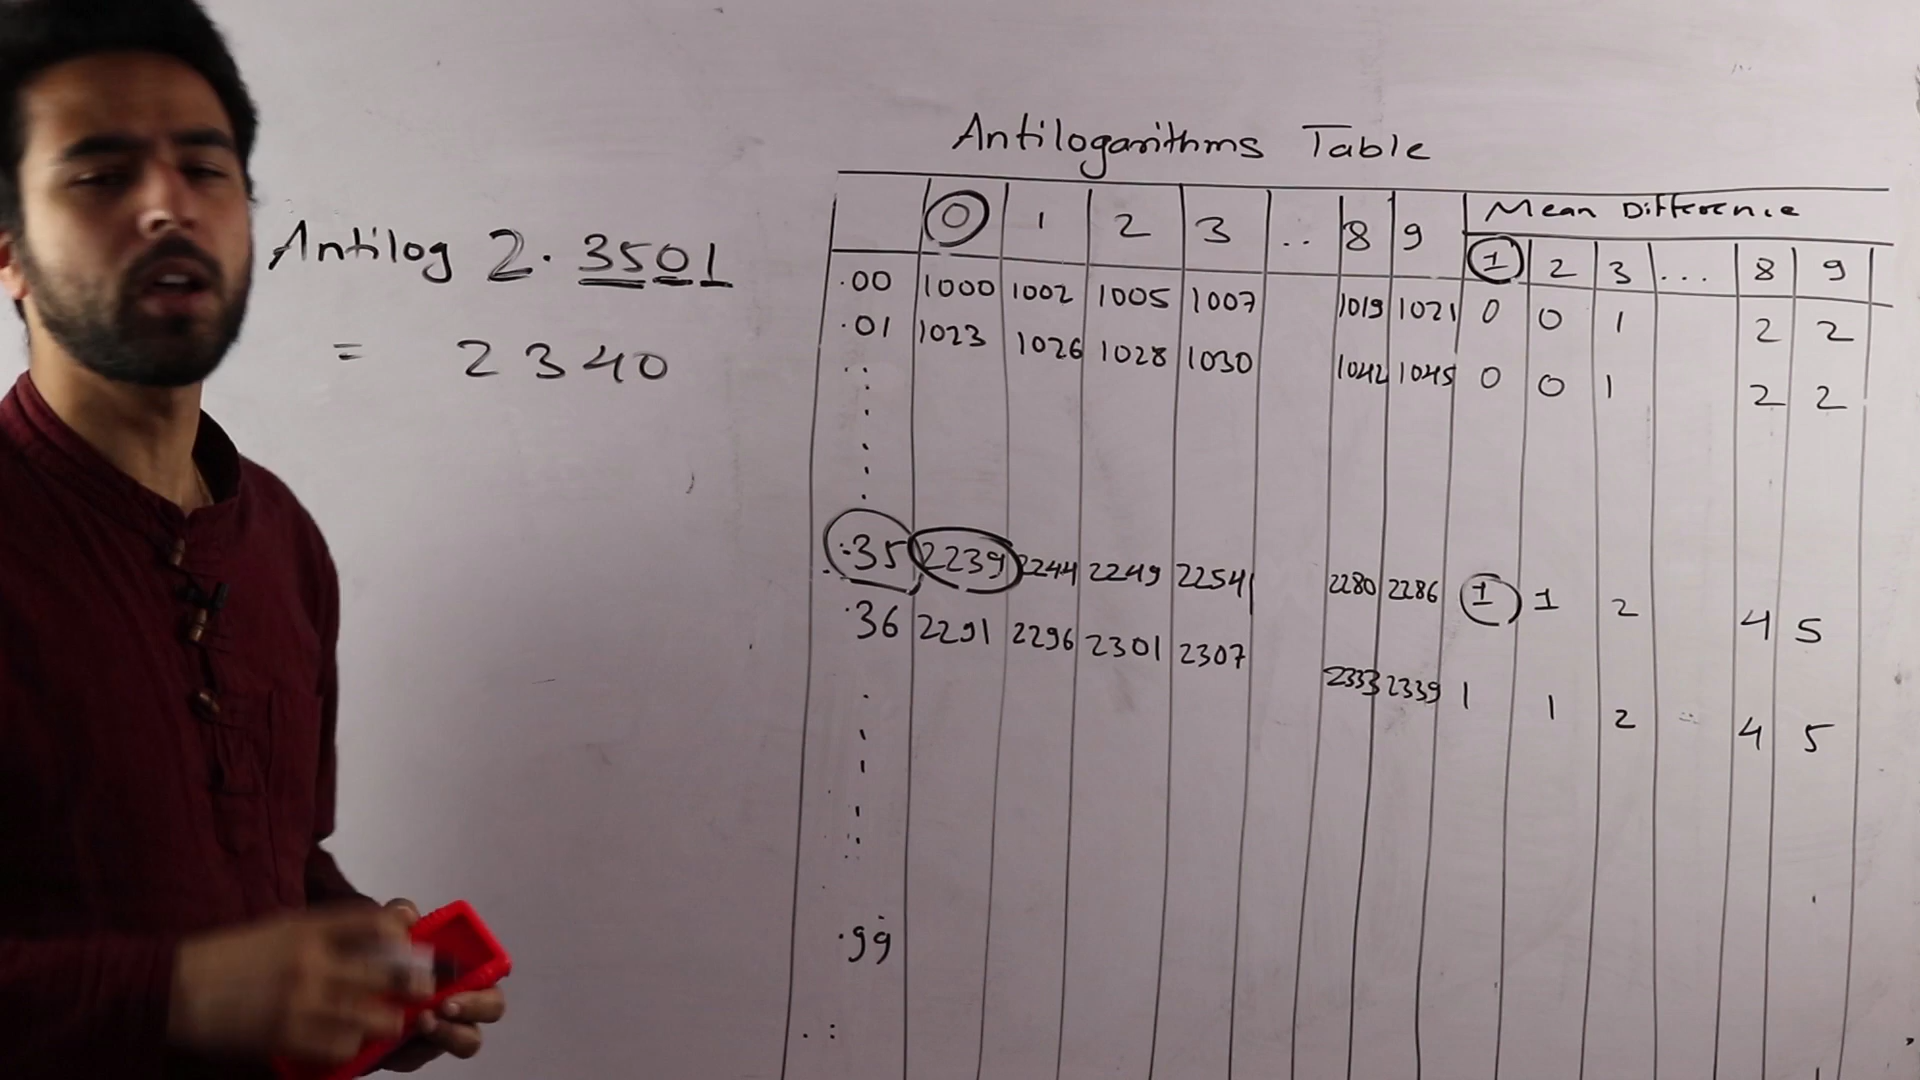 Antilogarithms Table
Antilog 2.3501
= 2340
0 1 2 3 .. 8 9 Mean Difference
1 2 3 ... 8 9
.00 1000 1002 1005 1007 1019 1021 0 0 1 2 2
.01 1023 1026 1028 1030 1042 1045 0 0 1 2 2
.35 2239 2244 2249 2254 2280 2286 1 1 2 4 5
.36 2291 2296 2301 2307 2333 2339 1 1 2 4 5
.99